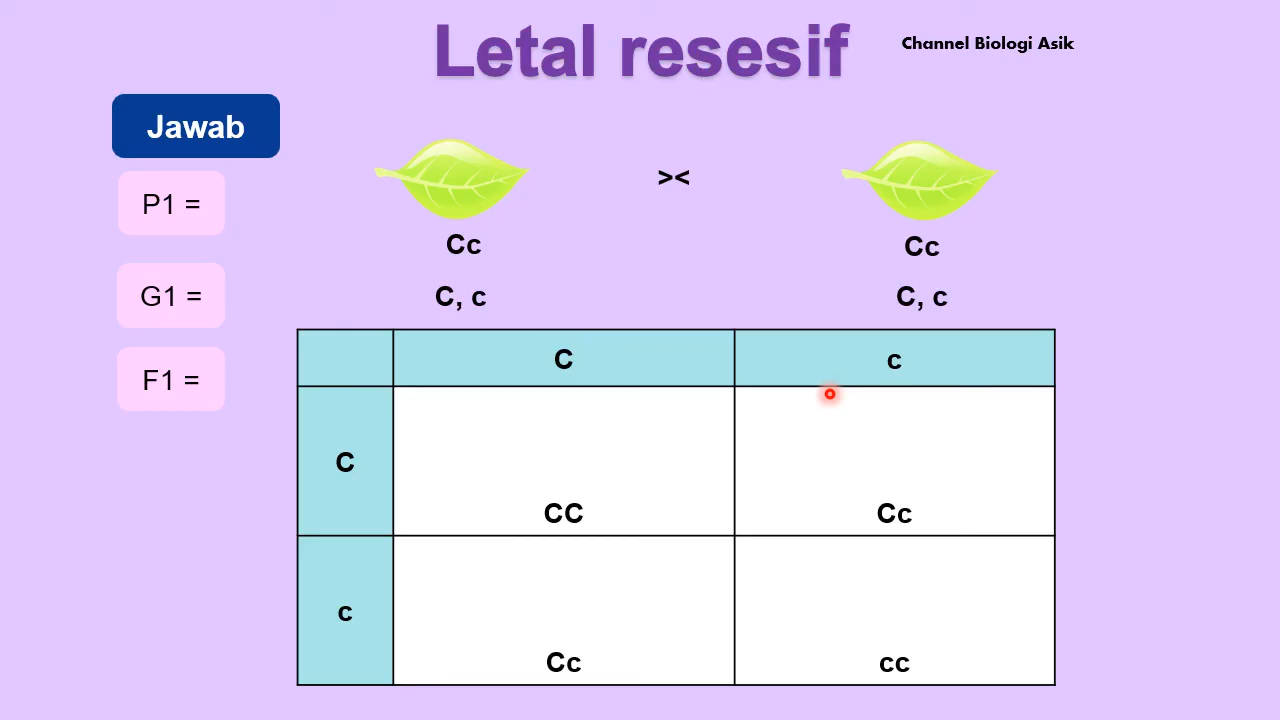 Letal resesif
Channel Biologi Asik
Jawab
P1 =
><
Cc
Cc
G1 =
C, c
C, c
F1 =
C
c
C
CC
Cc
c
Cc
cc